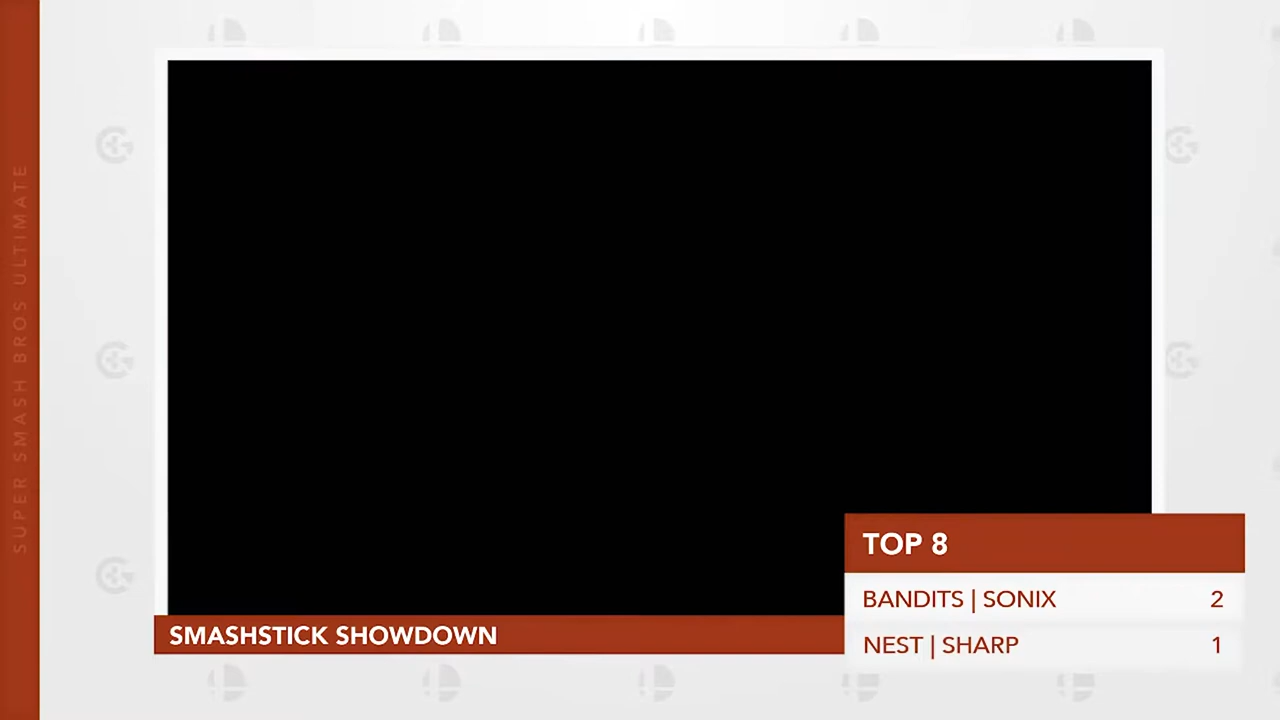 SUPER SMASH BROS ULTIMATE
TOP 8
BANDITS | SONIX 2
NEST | SHARP 1
SMASHSTICK SHOWDOWN